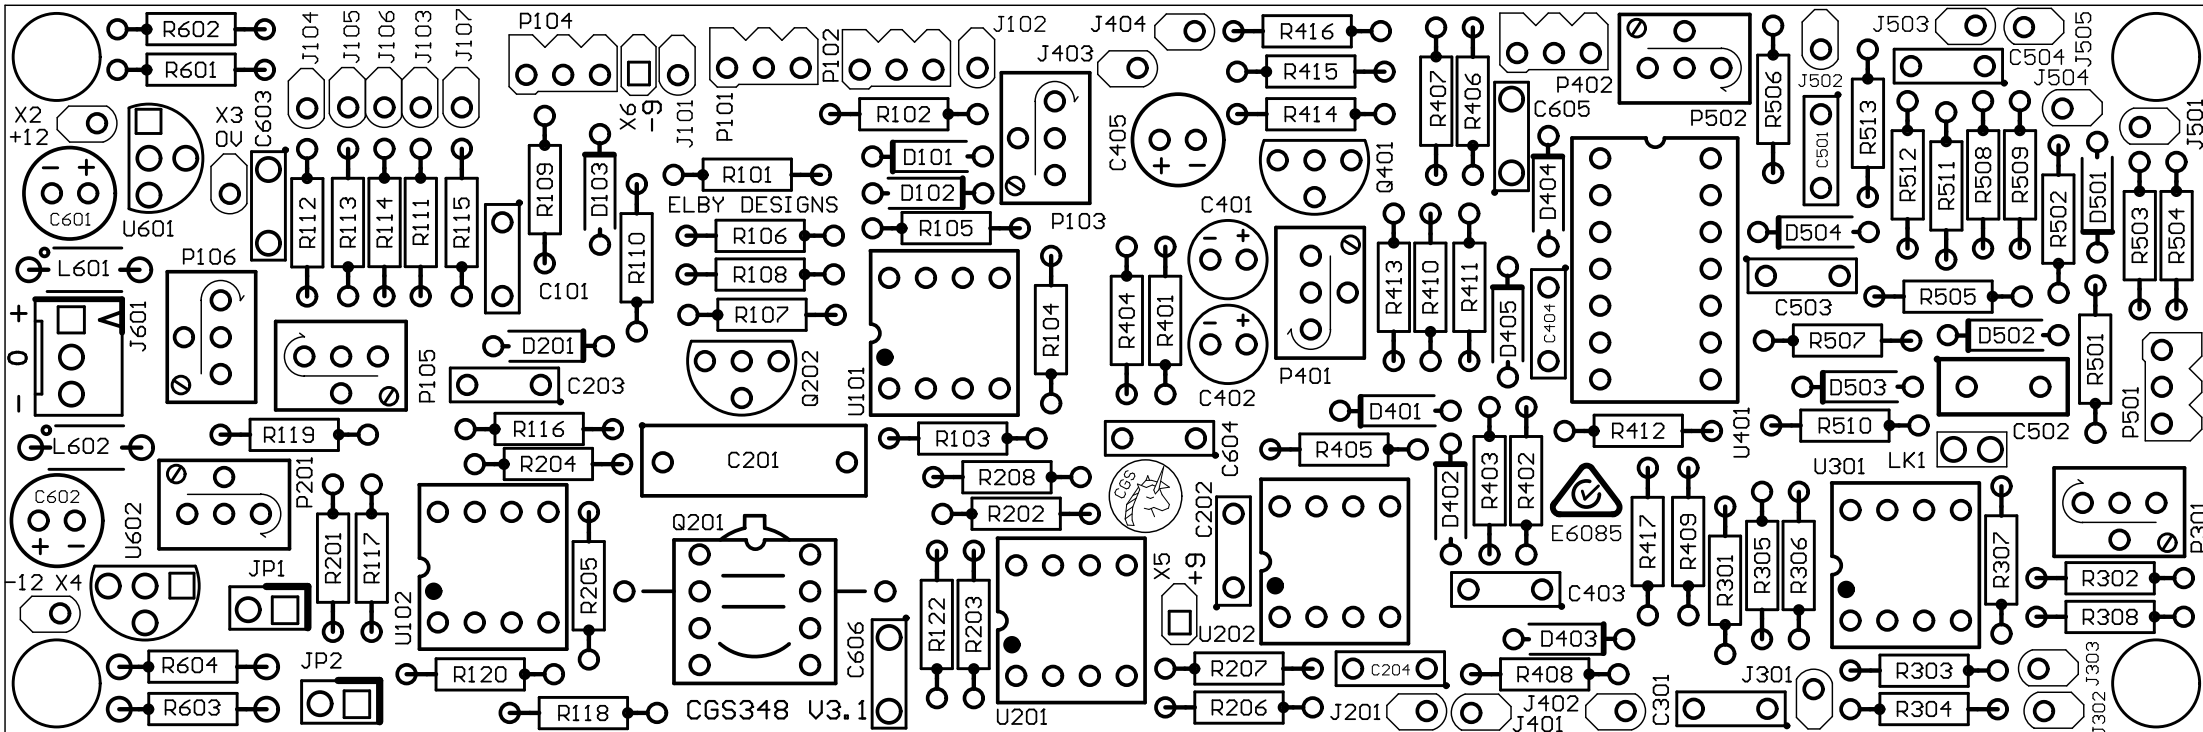 R602
R601
X2
+12
C601
U601
X3
0V
C603
J104
J105
J106
J103
J107
P104
X6
-9
J101
P101
P102
J102
J403
J404
R102
D101
D102
R101
ELBY DESIGNS
R105
P103
R106
R108
R107
R112
R113
R114
R111
R115
R109
D103
R110
C101
L601
P106
J601
+
0
-
P105
D201
C203
Q202
U101
R104
R404
R401
C405
+
-
R416
R415
R414
Q401
C401
-
+
C402
-
+
P401
R407
R406
C605
P402
P502
R506
J502
C501
R513
J503
C504
J505
J504
J501
R512
R511
R508
R509
R502
D501
R503
R504
D404
R413
R410
R411
D405
C404
D504
C503
R505
R507
D502
D503
R510
C502
R501
P501
LK1
U401
R412
D401
R405
R403
R402
D402
C604
CGS
R119
L602
C602
+
-
P201
U602
R116
R204
C201
R103
R208
R202
C202
E6085
R417
R409
R301
R305
R306
U301
R307
P301
R302
R308
-12 X4
JP1
R201
R117
U102
R205
Q201
R122
R203
X5
+9
U202
C403
D403
R604
R603
JP2
R120
R118
CGS348 V3.1
C606
U201
R207
R206
C204
R408
J201
J401
J402
C301
J301
R303
R304
J303
J302